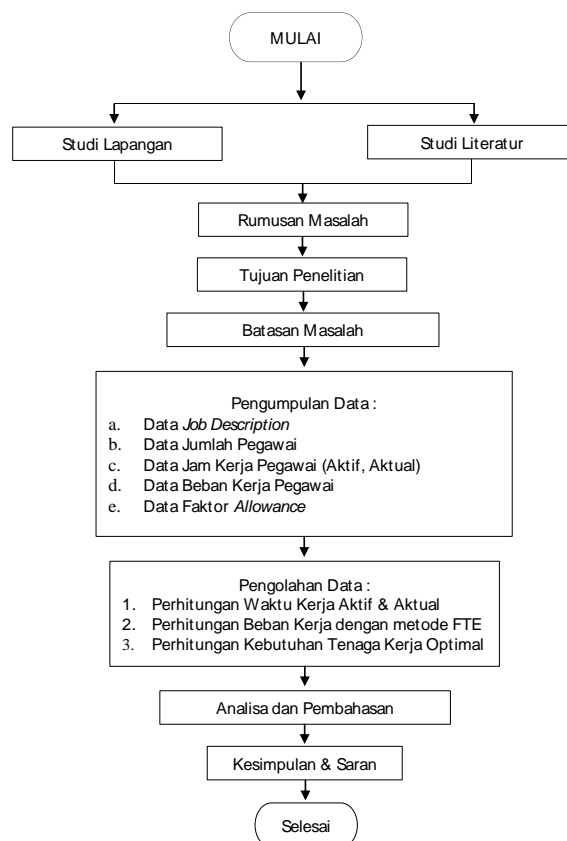 MULAI
Studi Lapangan
Studi Literatur
Rumusan Masalah
Tujuan Penelitian
Batasan Masalah
Pengumpulan Data :
a. Data Job Description
b. Data Jumlah Pegawai
c. Data Jam Kerja Pegawai (Aktif, Aktual)
d. Data Beban Kerja Pegawai
e. Data Faktor Allowance
Pengolahan Data :
1. Perhitungan Waktu Kerja Aktif & Aktual
2. Perhitungan Beban Kerja dengan metode FTE
3. Perhitungan Kebutuhan Tenaga Kerja Optimal
Analisa dan Pembahasan
Kesimpulan & Saran
Selesai